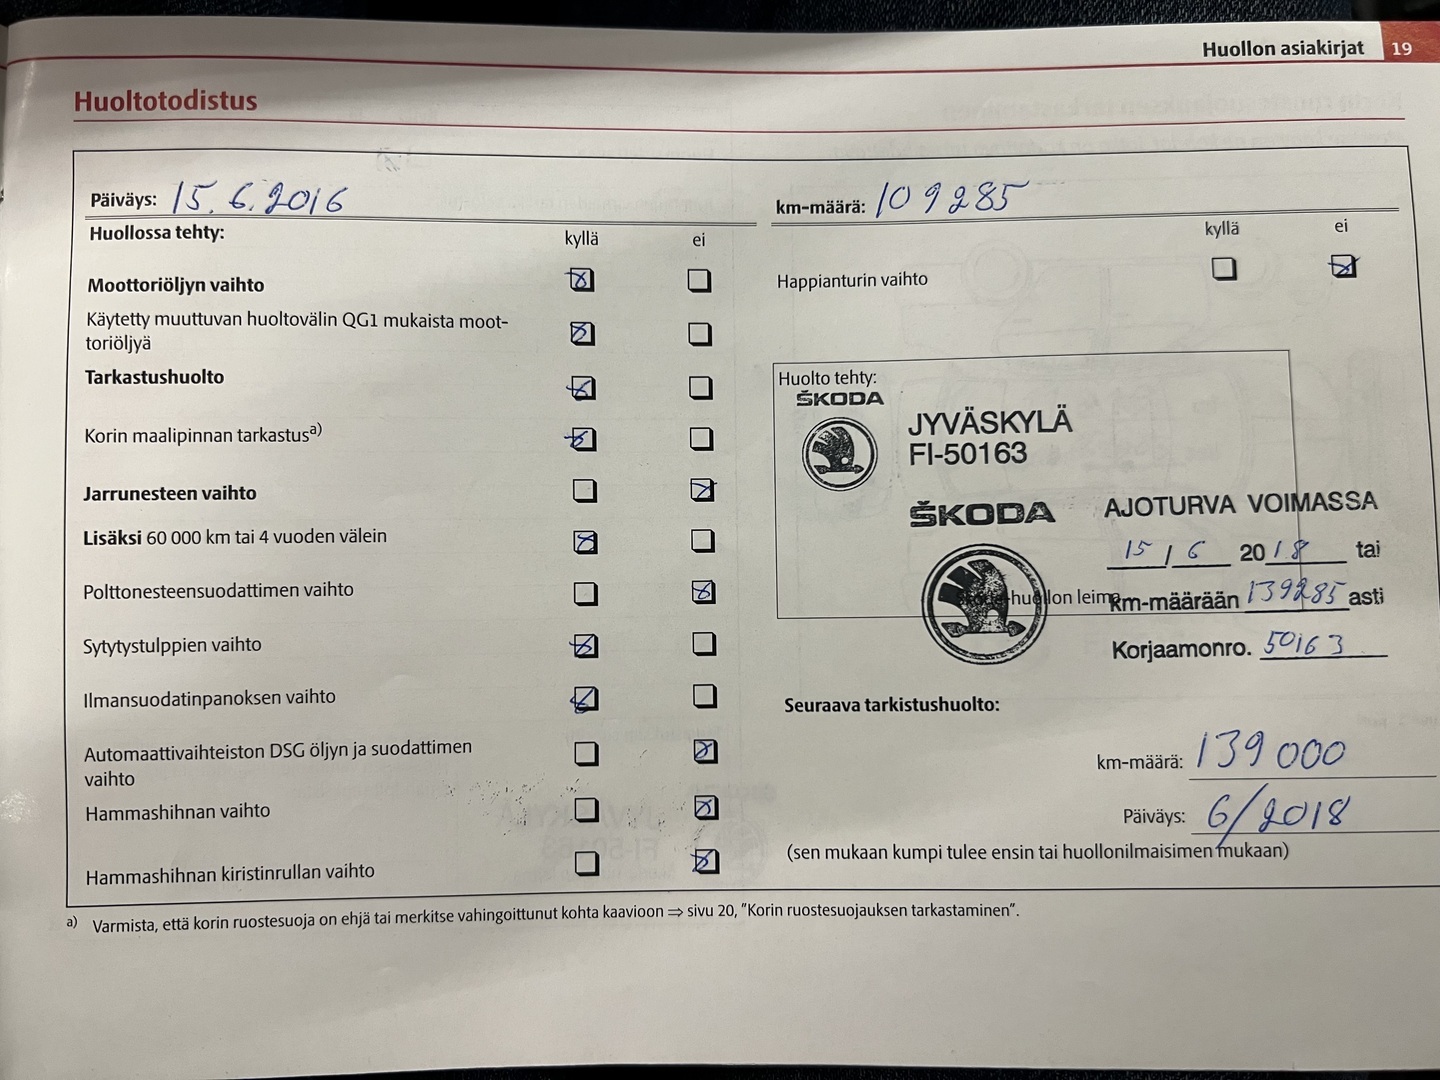 Huollon asiakirjat 19
Huoltotodistus
Päiväys: 15.6.2016
km-määrä: 109285
Huollossa tehty: kyllä ei
kyllä ei
Moottoriöljyn vaihto
Happianturin vaihto
Käytetty muuttuvan huoltovälin QG1 mukaista moot-
toriöljyä
Tarkastushuolto
Korin maalipinnan tarkastusa)
Jarrunesteen vaihto
Lisäksi 60 000 km tai 4 vuoden välein
Polttonesteensuodattimen vaihto
Sytytystulppien vaihto
Ilmansuodatinpanoksen vaihto
Automaattivaihteiston DSG öljyn ja suodattimen
vaihto
Hammashihnan vaihto
Hammashihnan kiristinrullan vaihto
Huolto tehty:
ŠKODA
JYVÄSKYLÄ
FI-50163
ŠKODA
AJOTURVA VOIMASSA
15 / 6 2018 tai
-huollon leima
km-määrään 139285 asti
Korjaamonro. 50163
Seuraava tarkistushuolto:
km-määrä: 139 000
Päiväys: 6/2018
(sen mukaan kumpi tulee ensin tai huollonilmaisimen mukaan)
a) Varmista, että korin ruostesuoja on ehjä tai merkitse vahingoittunut kohta kaavioon ⇒ sivu 20, "Korin ruostesuojauksen tarkastaminen".